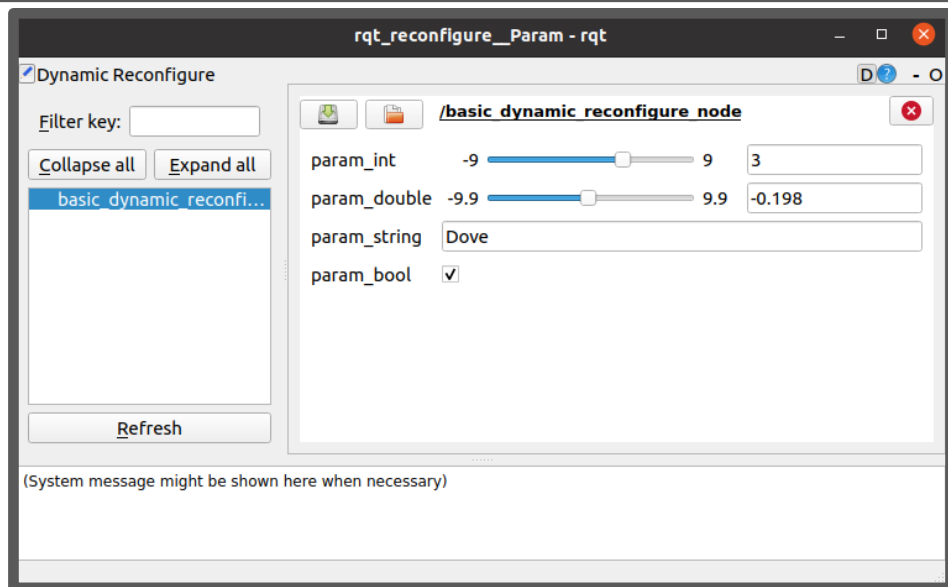 rqt_reconfigure__Param - rqt
Dynamic Reconfigure
D ? - O
Filter key:
Collapse all Expand all
basic_dynamic_reconfi...
Refresh
/basic_dynamic_reconfigure_node
param_int -9 9 3
param_double -9.9 9.9 -0.198
param_string Dove
param_bool
(System message might be shown here when necessary)